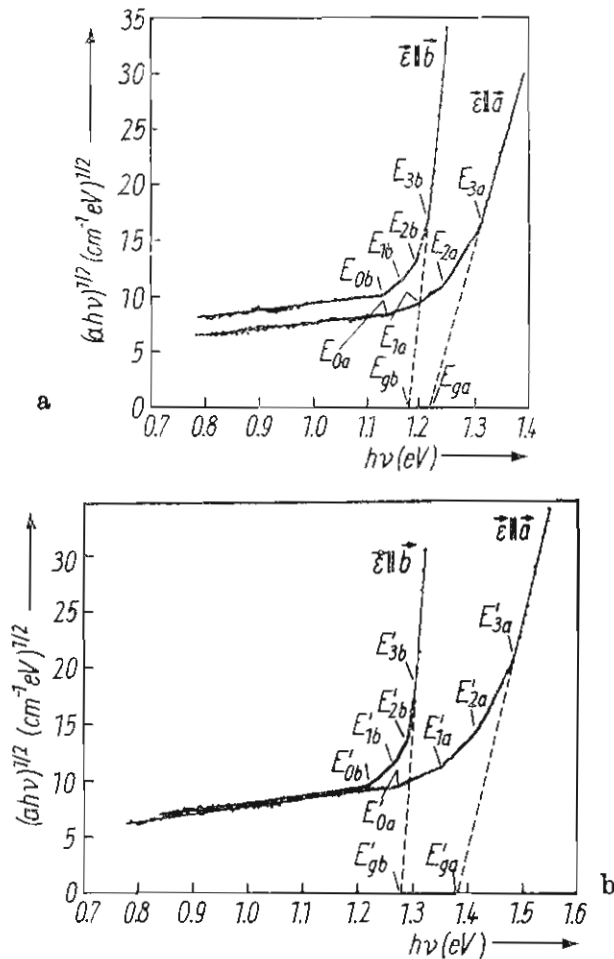 35
30
25
20
15
10
5
0
(αhν)^1/2 (cm^-1 eV)^1/2
ε⃗ ∥ b⃗
ε⃗ ∥ a⃗
E3b
E3a
E2b
E2a
E1b
E0b
E0a
E1a
Egb
Ega
a
0.7 0.8 0.9 1.0 1.1 1.2 1.3 1.4
hν (eV)
30
25
20
15
10
5
0
(αhν)^1/2 (cm^-1 eV)^1/2
ε⃗ ∥ b⃗
ε⃗ ∥ a⃗
E'3b
E'3a
E'2b
E'2a
E'1b
E'1a
E'0b
E'0a
E'gb
E'ga
b
0.7 0.8 0.9 1.0 1.1 1.2 1.3 1.4 1.5 1.6
hν (eV)